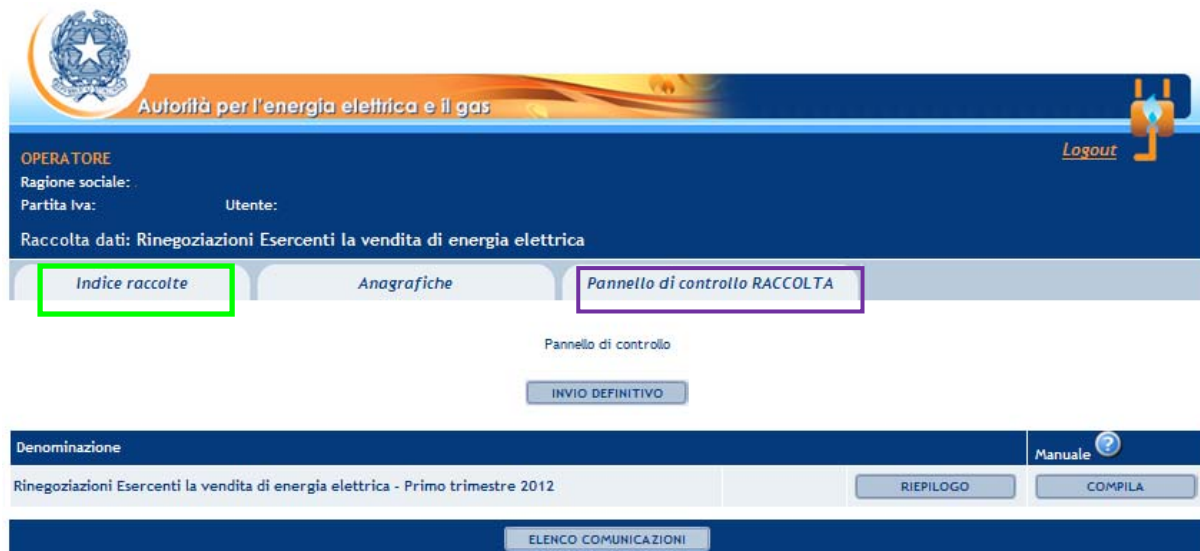 Autorità per l'energia elettrica e il gas
Logout
OPERATORE
Ragione sociale:
Partita Iva: Utente:
Raccolta dati: Rinegoziazioni Esercenti la vendita di energia elettrica
Indice raccolte Anagrafiche Pannello di controllo RACCOLTA
Pannello di controllo
INVIO DEFINITIVO
Denominazione Manuale ?
Rinegoziazioni Esercenti la vendita di energia elettrica - Primo trimestre 2012 RIEPILOGO COMPILA
ELENCO COMUNICAZIONI